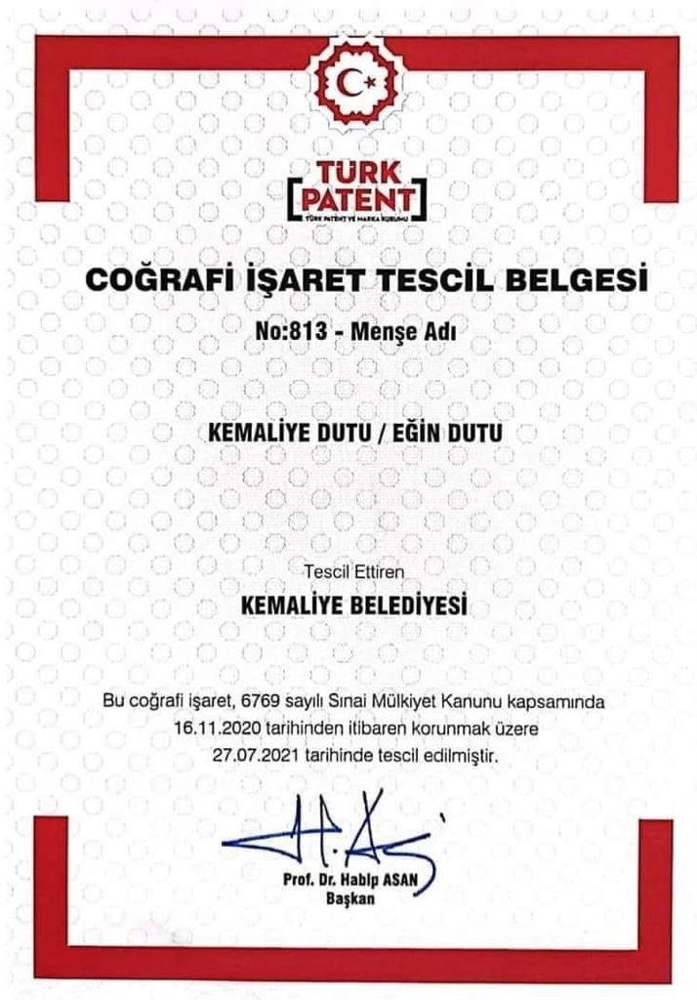 TÜRK
PATENT
TÜRK PATENT VE MARKA KURUMU
COĞRAFİ İŞARET TESCİL BELGESİ
No:813 - Menşe Adı
KEMALİYE DUTU / EĞİN DUTU
Tescil Ettiren
KEMALİYE BELEDİYESİ
Bu coğrafi işaret, 6769 sayılı Sınai Mülkiyet Kanunu kapsamında
16.11.2020 tarihinden itibaren korunmak üzere
27.07.2021 tarihinde tescil edilmiştir.
Prof. Dr. Habip ASAN
Başkan